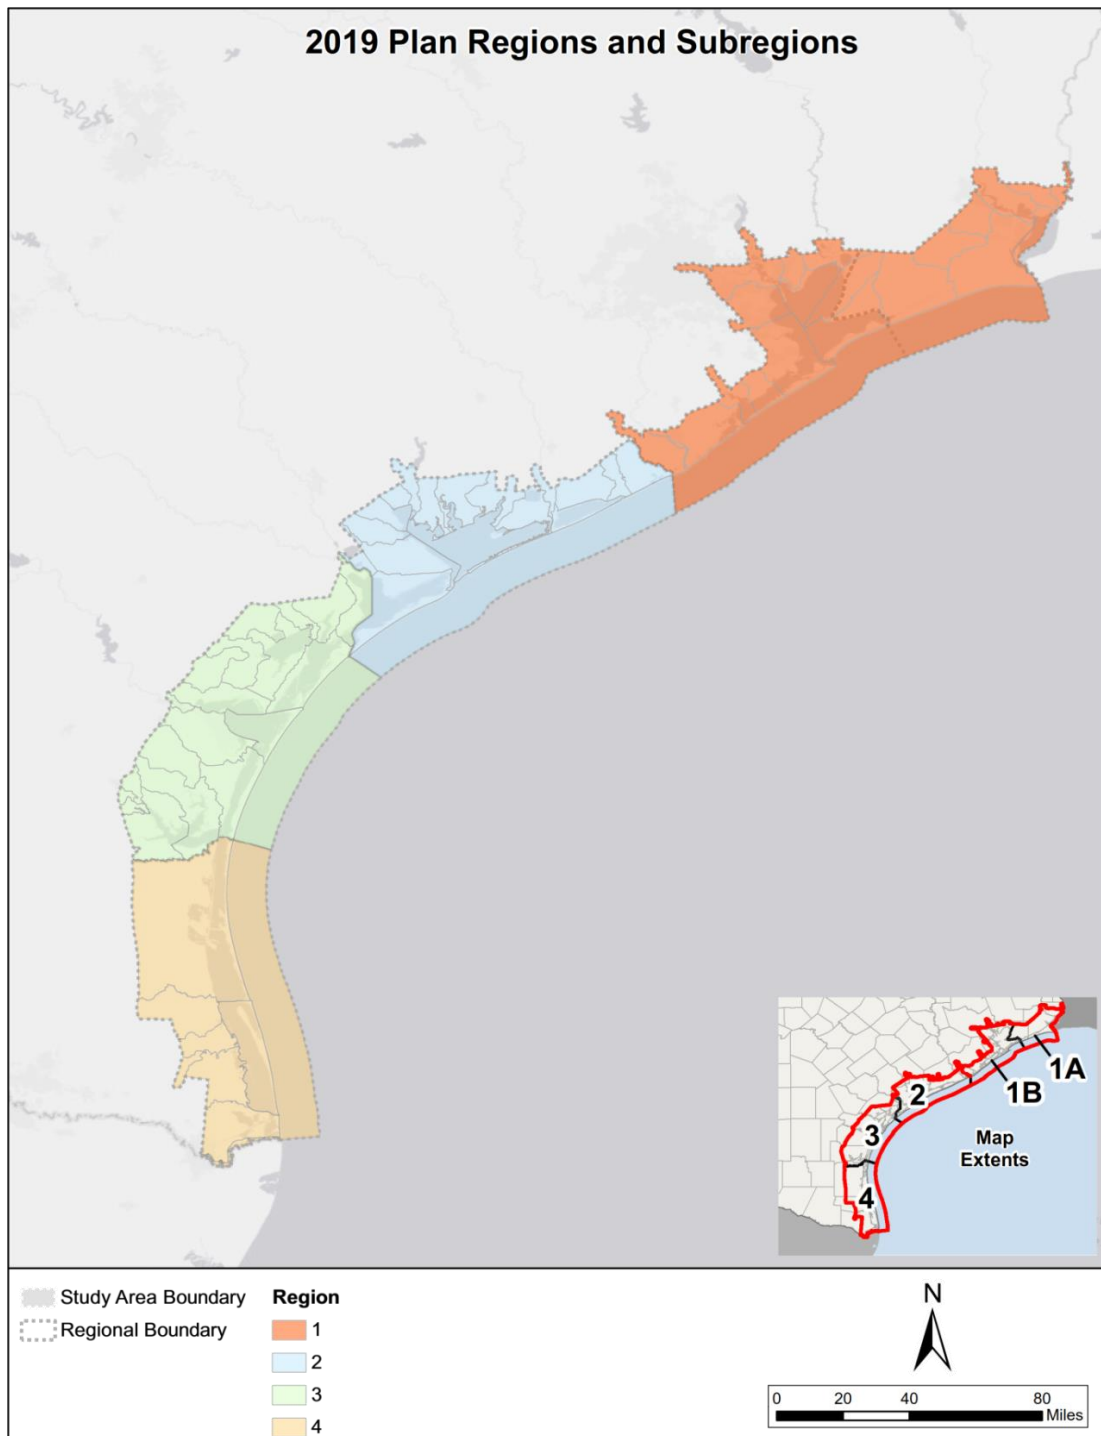 2019 Plan Regions and Subregions
1A
1B
2
3
4
Map
Extents
Study Area Boundary
Regional Boundary
Region
1
2
3
4
N
0 20 40 80
Miles